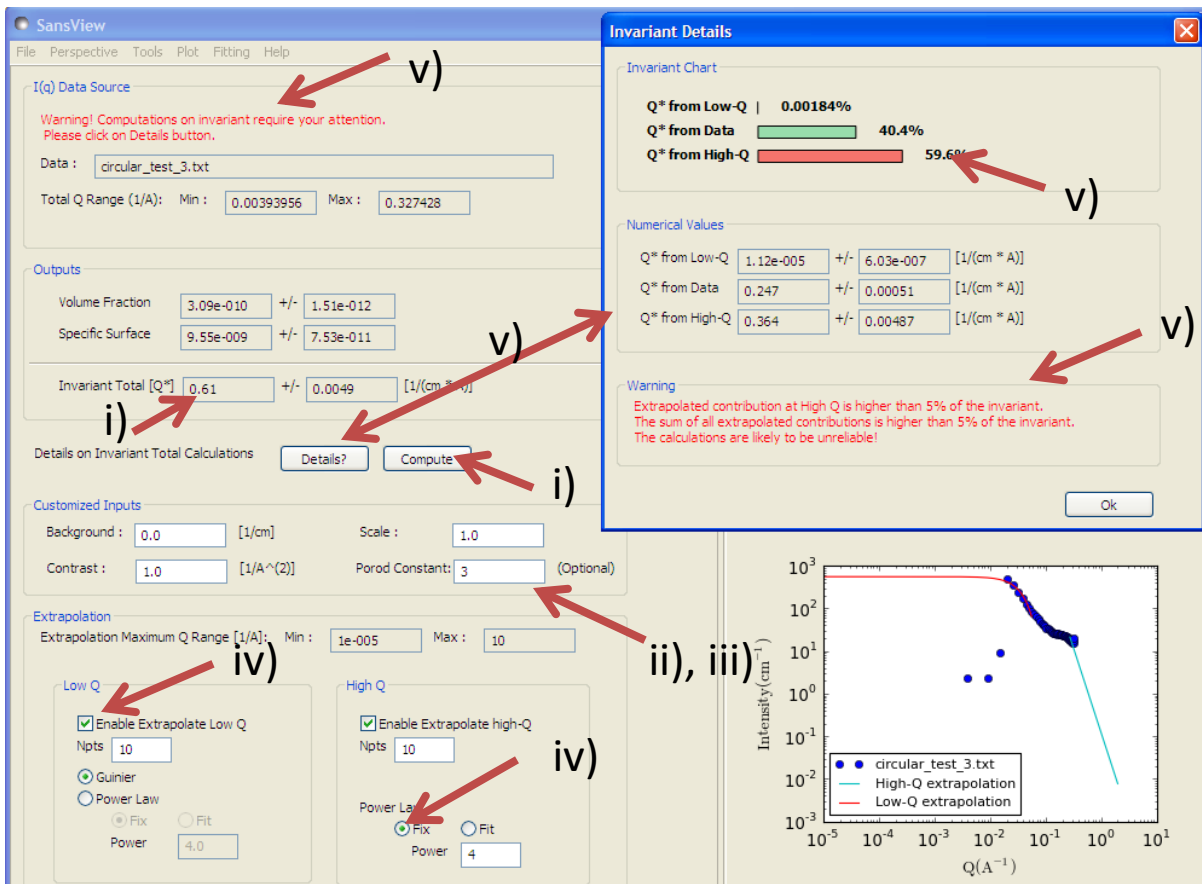 SansView
File Perspective Tools Plot Fitting Help
v)
I(q) Data Source
Warning! Computations on invariant require your attention.
Please click on Details button.
Data : circular_test_3.txt
Total Q Range (1/A): Min : 0.00393956 Max : 0.327428
Outputs
Volume Fraction 3.09e-010 +/- 1.51e-012
Specific Surface 9.55e-009 +/- 7.53e-011
v)
Invariant Total [Q*] 0.61 +/- 0.0049 [1/(cm * A)]
i)
Details on Invariant Total Calculations Details? Compute
i)
Customized Inputs
Background : 0.0 [1/cm] Scale : 1.0
Contrast : 1.0 [1/A^(2)] Porod Constant: 3 (Optional)
Extrapolation
Extrapolation Maximum Q Range [1/A]: Min : 1e-005 Max : 10
iv)
ii), iii)
Low Q
Enable Extrapolate Low Q
Npts 10
Guinier
Power Law
Fix Fit
Power 4.0
High Q
Enable Extrapolate high-Q
Npts 10
iv)
Power Law
Fix Fit
Power 4
Invariant Details
Invariant Chart
Q* from Low-Q 0.00184%
Q* from Data 40.4%
Q* from High-Q 59.6%
v)
Numerical Values
Q* from Low-Q 1.12e-005 +/- 6.03e-007 [1/(cm * A)]
Q* from Data 0.247 +/- 0.00051 [1/(cm * A)]
Q* from High-Q 0.364 +/- 0.00487 [1/(cm * A)]
v)
Warning
Extrapolated contribution at High Q is higher than 5% of the invariant.
The sum of all extrapolated contributions is higher than 5% of the invariant.
The calculations are likely to be unreliable!
Ok
10^3
10^2
10^1
10^0
10^-1
10^-2
10^-3
Intensity(cm^-1)
circular_test_3.txt
High-Q extrapolation
Low-Q extrapolation
10^-5 10^-4 10^-3 10^-2 10^-1 10^0 10^1
Q(A^-1)